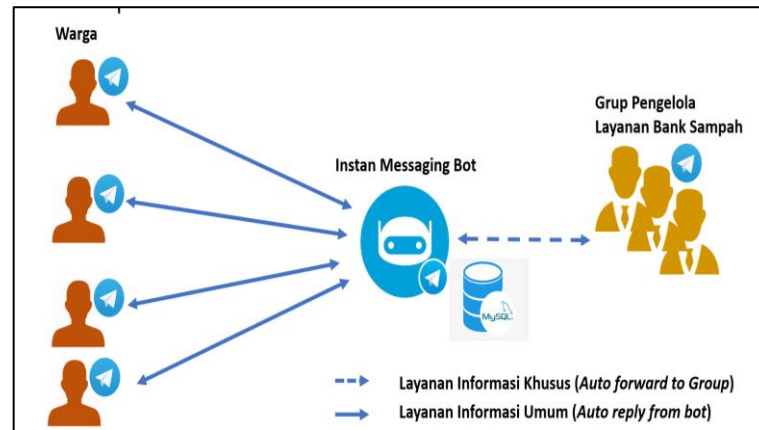 Warga
Grup Pengelola
Layanan Bank Sampah
Instan Messaging Bot
MySQL
Layanan Informasi Khusus (Auto forward to Group)
Layanan Informasi Umum (Auto reply from bot)